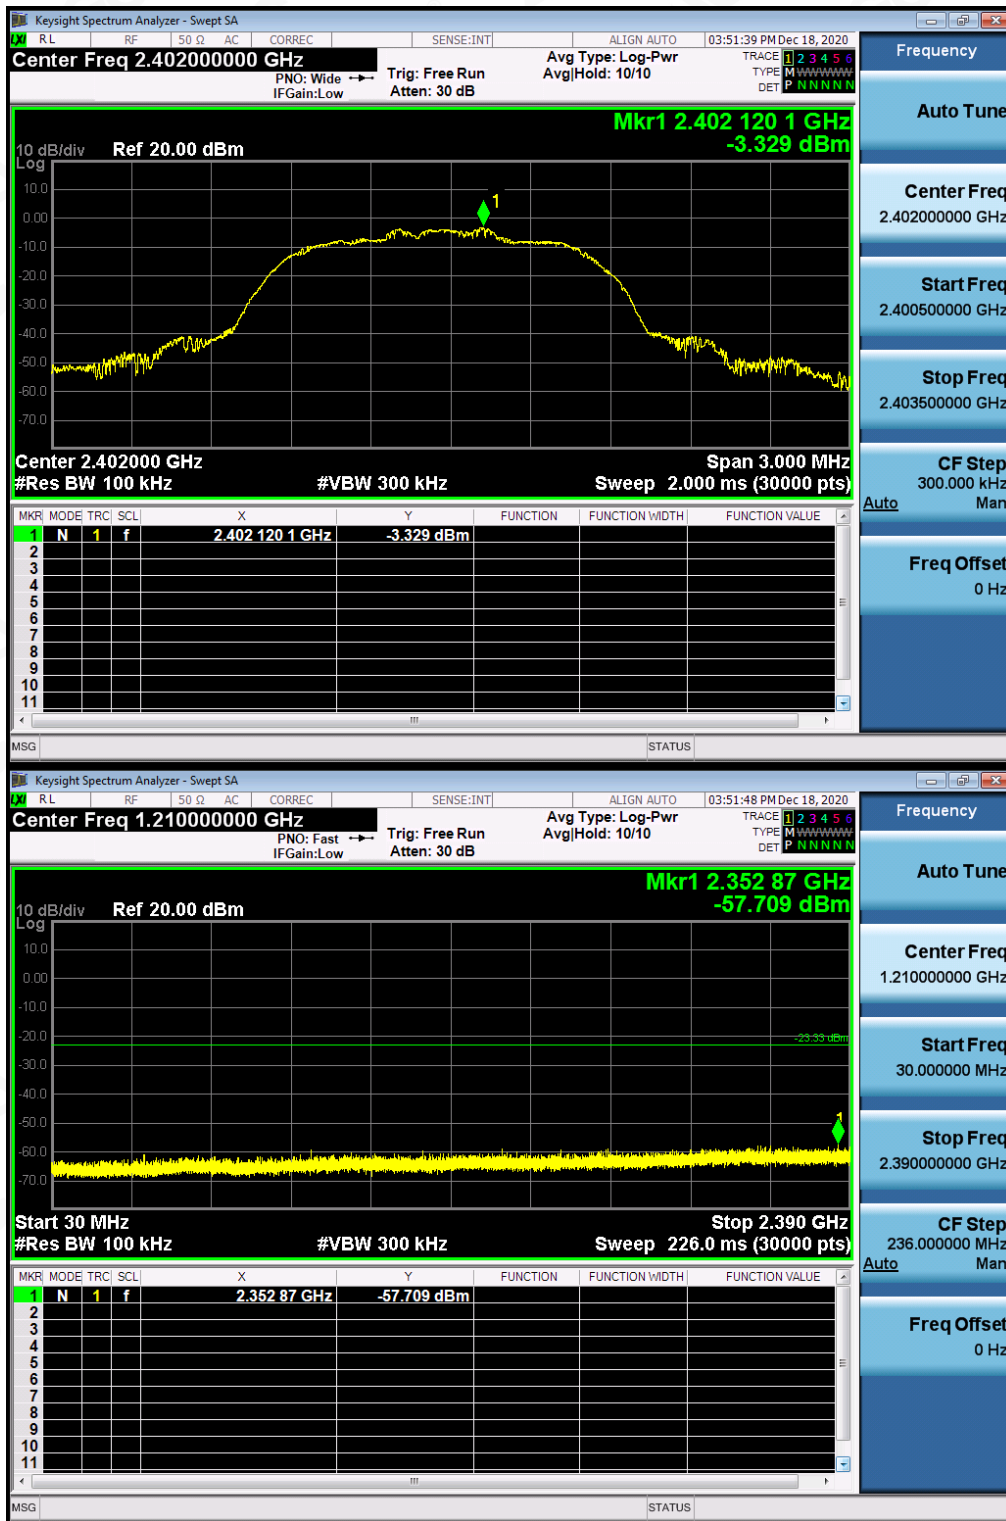 Keysight Spectrum Analyzer - Swept SA
LXI RL RF 50 Ω AC CORREC SENSE:INT ALIGN AUTO 03:51:39 PM Dec 18, 2020
Center Freq 2.402000000 GHz
PNO: Wide
IFGain:Low
Trig: Free Run
Atten: 30 dB
Avg Type: Log-Pwr
Avg|Hold: 10/10
TRACE 1 2 3 4 5 6
TYPE M WWWWW
DET P N N N N N
Mkr1 2.402 120 1 GHz
-3.329 dBm
10 dB/div Ref 20.00 dBm
Log
10.0
0.00
-10.0
-20.0
-30.0
-40.0
-50.0
-60.0
-70.0
1
Center 2.402000 GHz Span 3.000 MHz
#Res BW 100 kHz #VBW 300 kHz Sweep 2.000 ms (30000 pts)
MKR MODE TRC SCL X Y FUNCTION FUNCTION WIDTH FUNCTION VALUE
1 N 1 f 2.402 120 1 GHz -3.329 dBm
2
3
4
5
6
7
8
9
10
11
MSG STATUS
Frequency
Auto Tune
Center Freq
2.402000000 GHz
Start Freq
2.400500000 GHz
Stop Freq
2.403500000 GHz
CF Step
300.000 kHz
Auto Man
Freq Offset
0 Hz
Keysight Spectrum Analyzer - Swept SA
LXI RL RF 50 Ω AC CORREC SENSE:INT ALIGN AUTO 03:51:48 PM Dec 18, 2020
Center Freq 1.210000000 GHz
PNO: Fast
IFGain:Low
Trig: Free Run
Atten: 30 dB
Avg Type: Log-Pwr
Avg|Hold: 10/10
TRACE 1 2 3 4 5 6
TYPE M WWWWW
DET P N N N N N
Mkr1 2.352 87 GHz
-57.709 dBm
10 dB/div Ref 20.00 dBm
Log
10.0
0.00
-10.0
-20.0
-30.0
-40.0
-50.0
-60.0
-70.0
-23.33 dBm
1
Start 30 MHz Stop 2.390 GHz
#Res BW 100 kHz #VBW 300 kHz Sweep 226.0 ms (30000 pts)
MKR MODE TRC SCL X Y FUNCTION FUNCTION WIDTH FUNCTION VALUE
1 N 1 f 2.352 87 GHz -57.709 dBm
2
3
4
5
6
7
8
9
10
11
MSG STATUS
Frequency
Auto Tune
Center Freq
1.210000000 GHz
Start Freq
30.000000 MHz
Stop Freq
2.390000000 GHz
CF Step
236.000000 MHz
Auto Man
Freq Offset
0 Hz